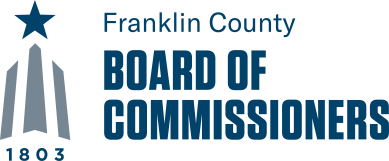 Franklin County
BOARD OF
COMMISSIONERS
1803